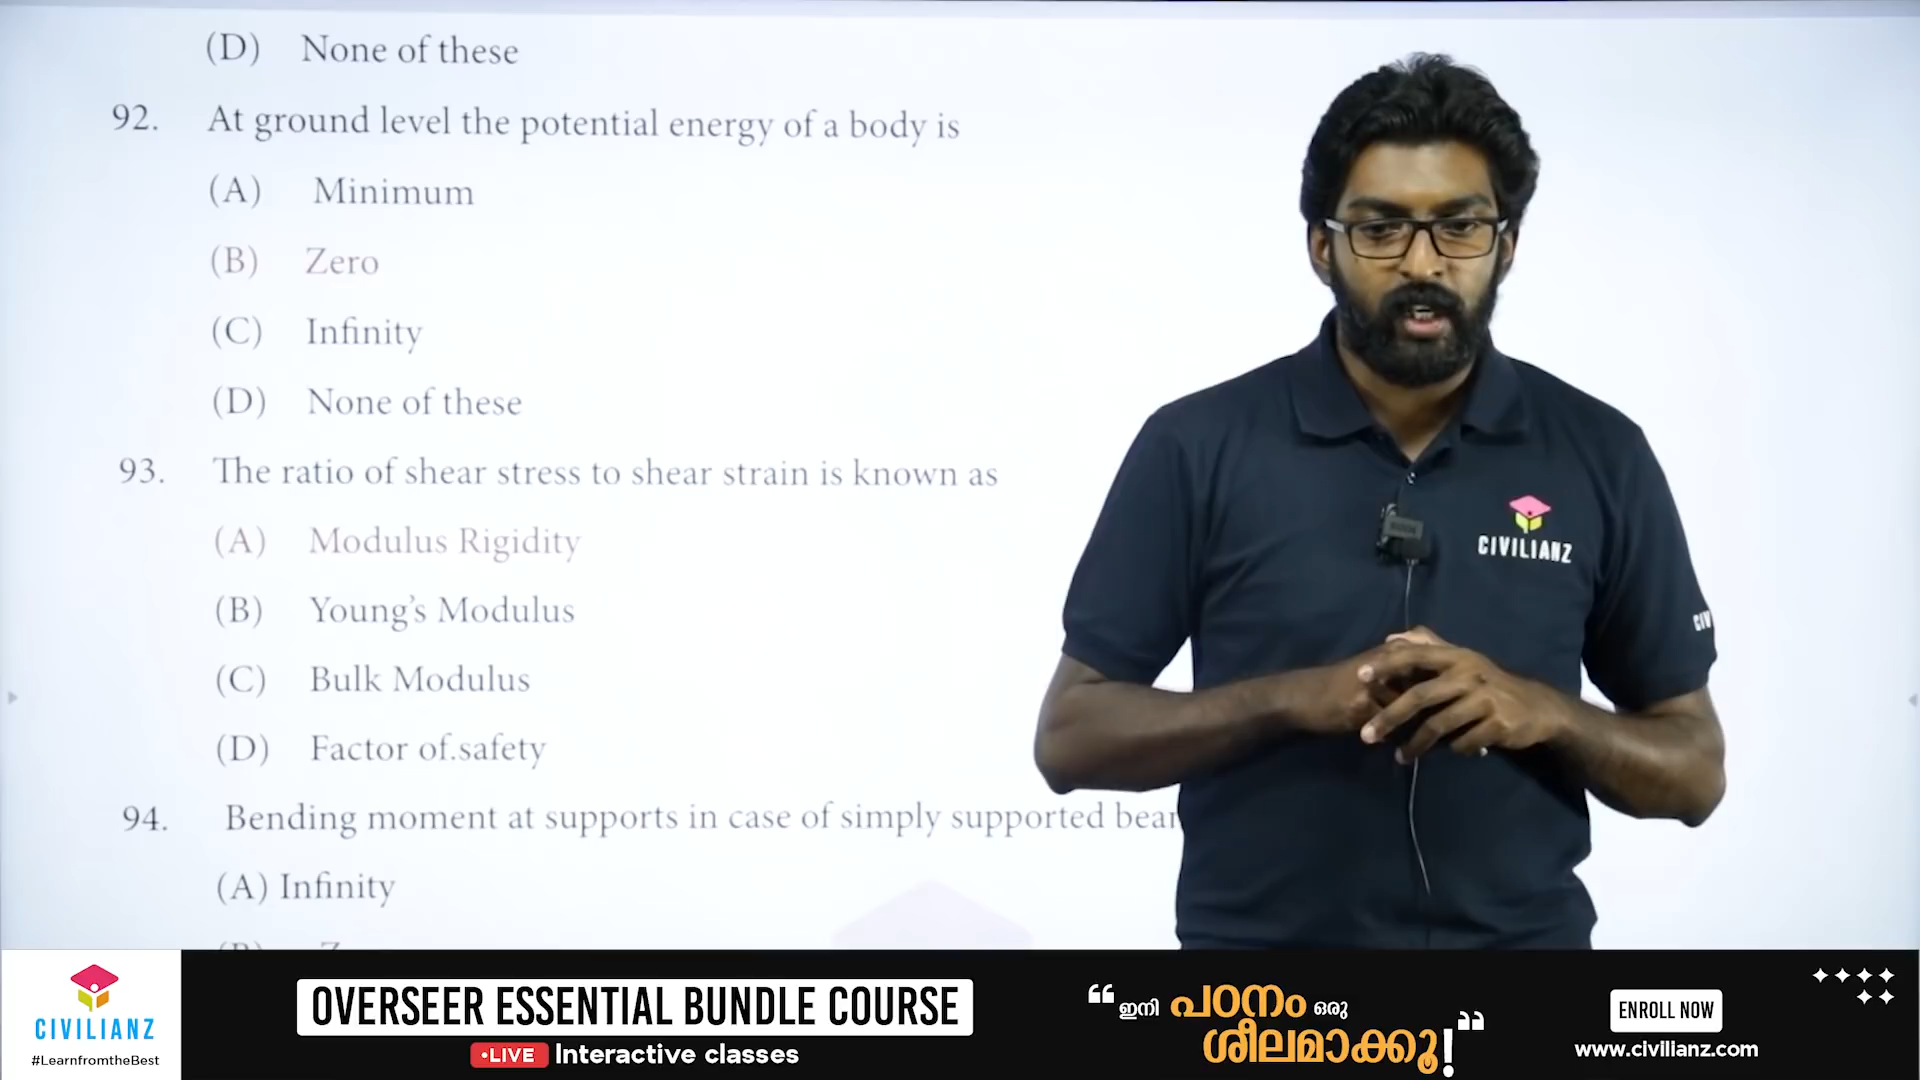 (D) None of these
92. At ground level the potential energy of a body is
(A) Minimum
(B) Zero
(C) Infinity
(D) None of these
93. The ratio of shear stress to shear strain is known as
(A) Modulus Rigidity
(B) Young's Modulus
(C) Bulk Modulus
(D) Factor of.safety
94. Bending moment at supports in case of simply supported
(A) Infinity
CIVILIANZ
CIVILIANZ
#LearnfromtheBest
OVERSEER ESSENTIAL BUNDLE COURSE
•LIVE Interactive classes
“ഇനി പഠനം ഒരു
ശീലമാക്കൂ!”
ENROLL NOW
www.civilianz.com